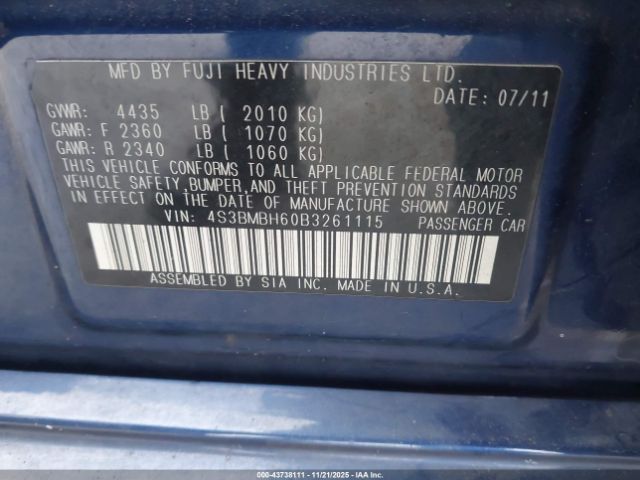 MFD BY FUJI HEAVY INDUSTRIES LTD.
DATE: 07/11
GVWR: 4435 LB ( 2010 KG)
GAWR: F 2360 LB ( 1070 KG)
GAWR: R 2340 LB ( 1060 KG)
THIS VEHICLE CONFORMS TO ALL APPLICABLE FEDERAL MOTOR
VEHICLE SAFETY,BUMPER,AND THEFT PREVENTION STANDARDS
IN EFFECT ON THE DATE OF MANUFACTURE SHOWN ABOVE.
VIN: 4S3BMBH60B3261115 PASSENGER CAR
ASSEMBLED BY SIA INC. MADE IN U.S.A.
000-43738111 - 11/21/2025 - IAAI.COM